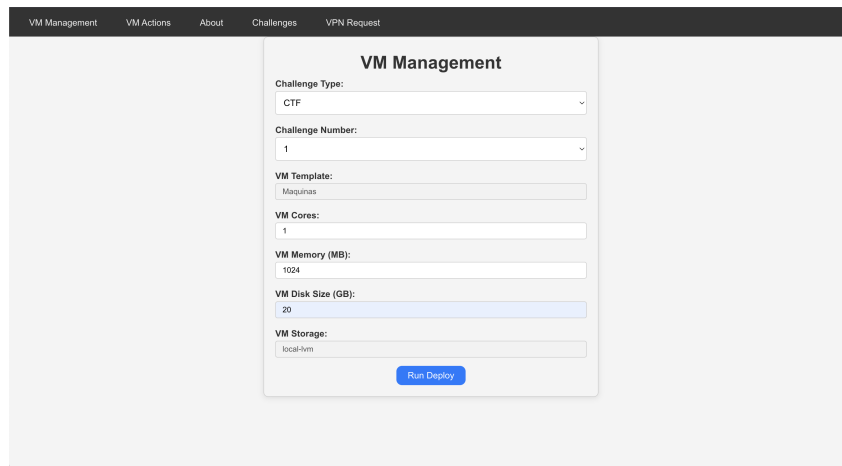 VM Management VM Actions About Challenges VPN Request
VM Management
Challenge Type:
CTF
Challenge Number:
1
VM Template:
Maquinas
VM Cores:
1
VM Memory (MB):
1024
VM Disk Size (GB):
20
VM Storage:
local-lvm
Run Deploy